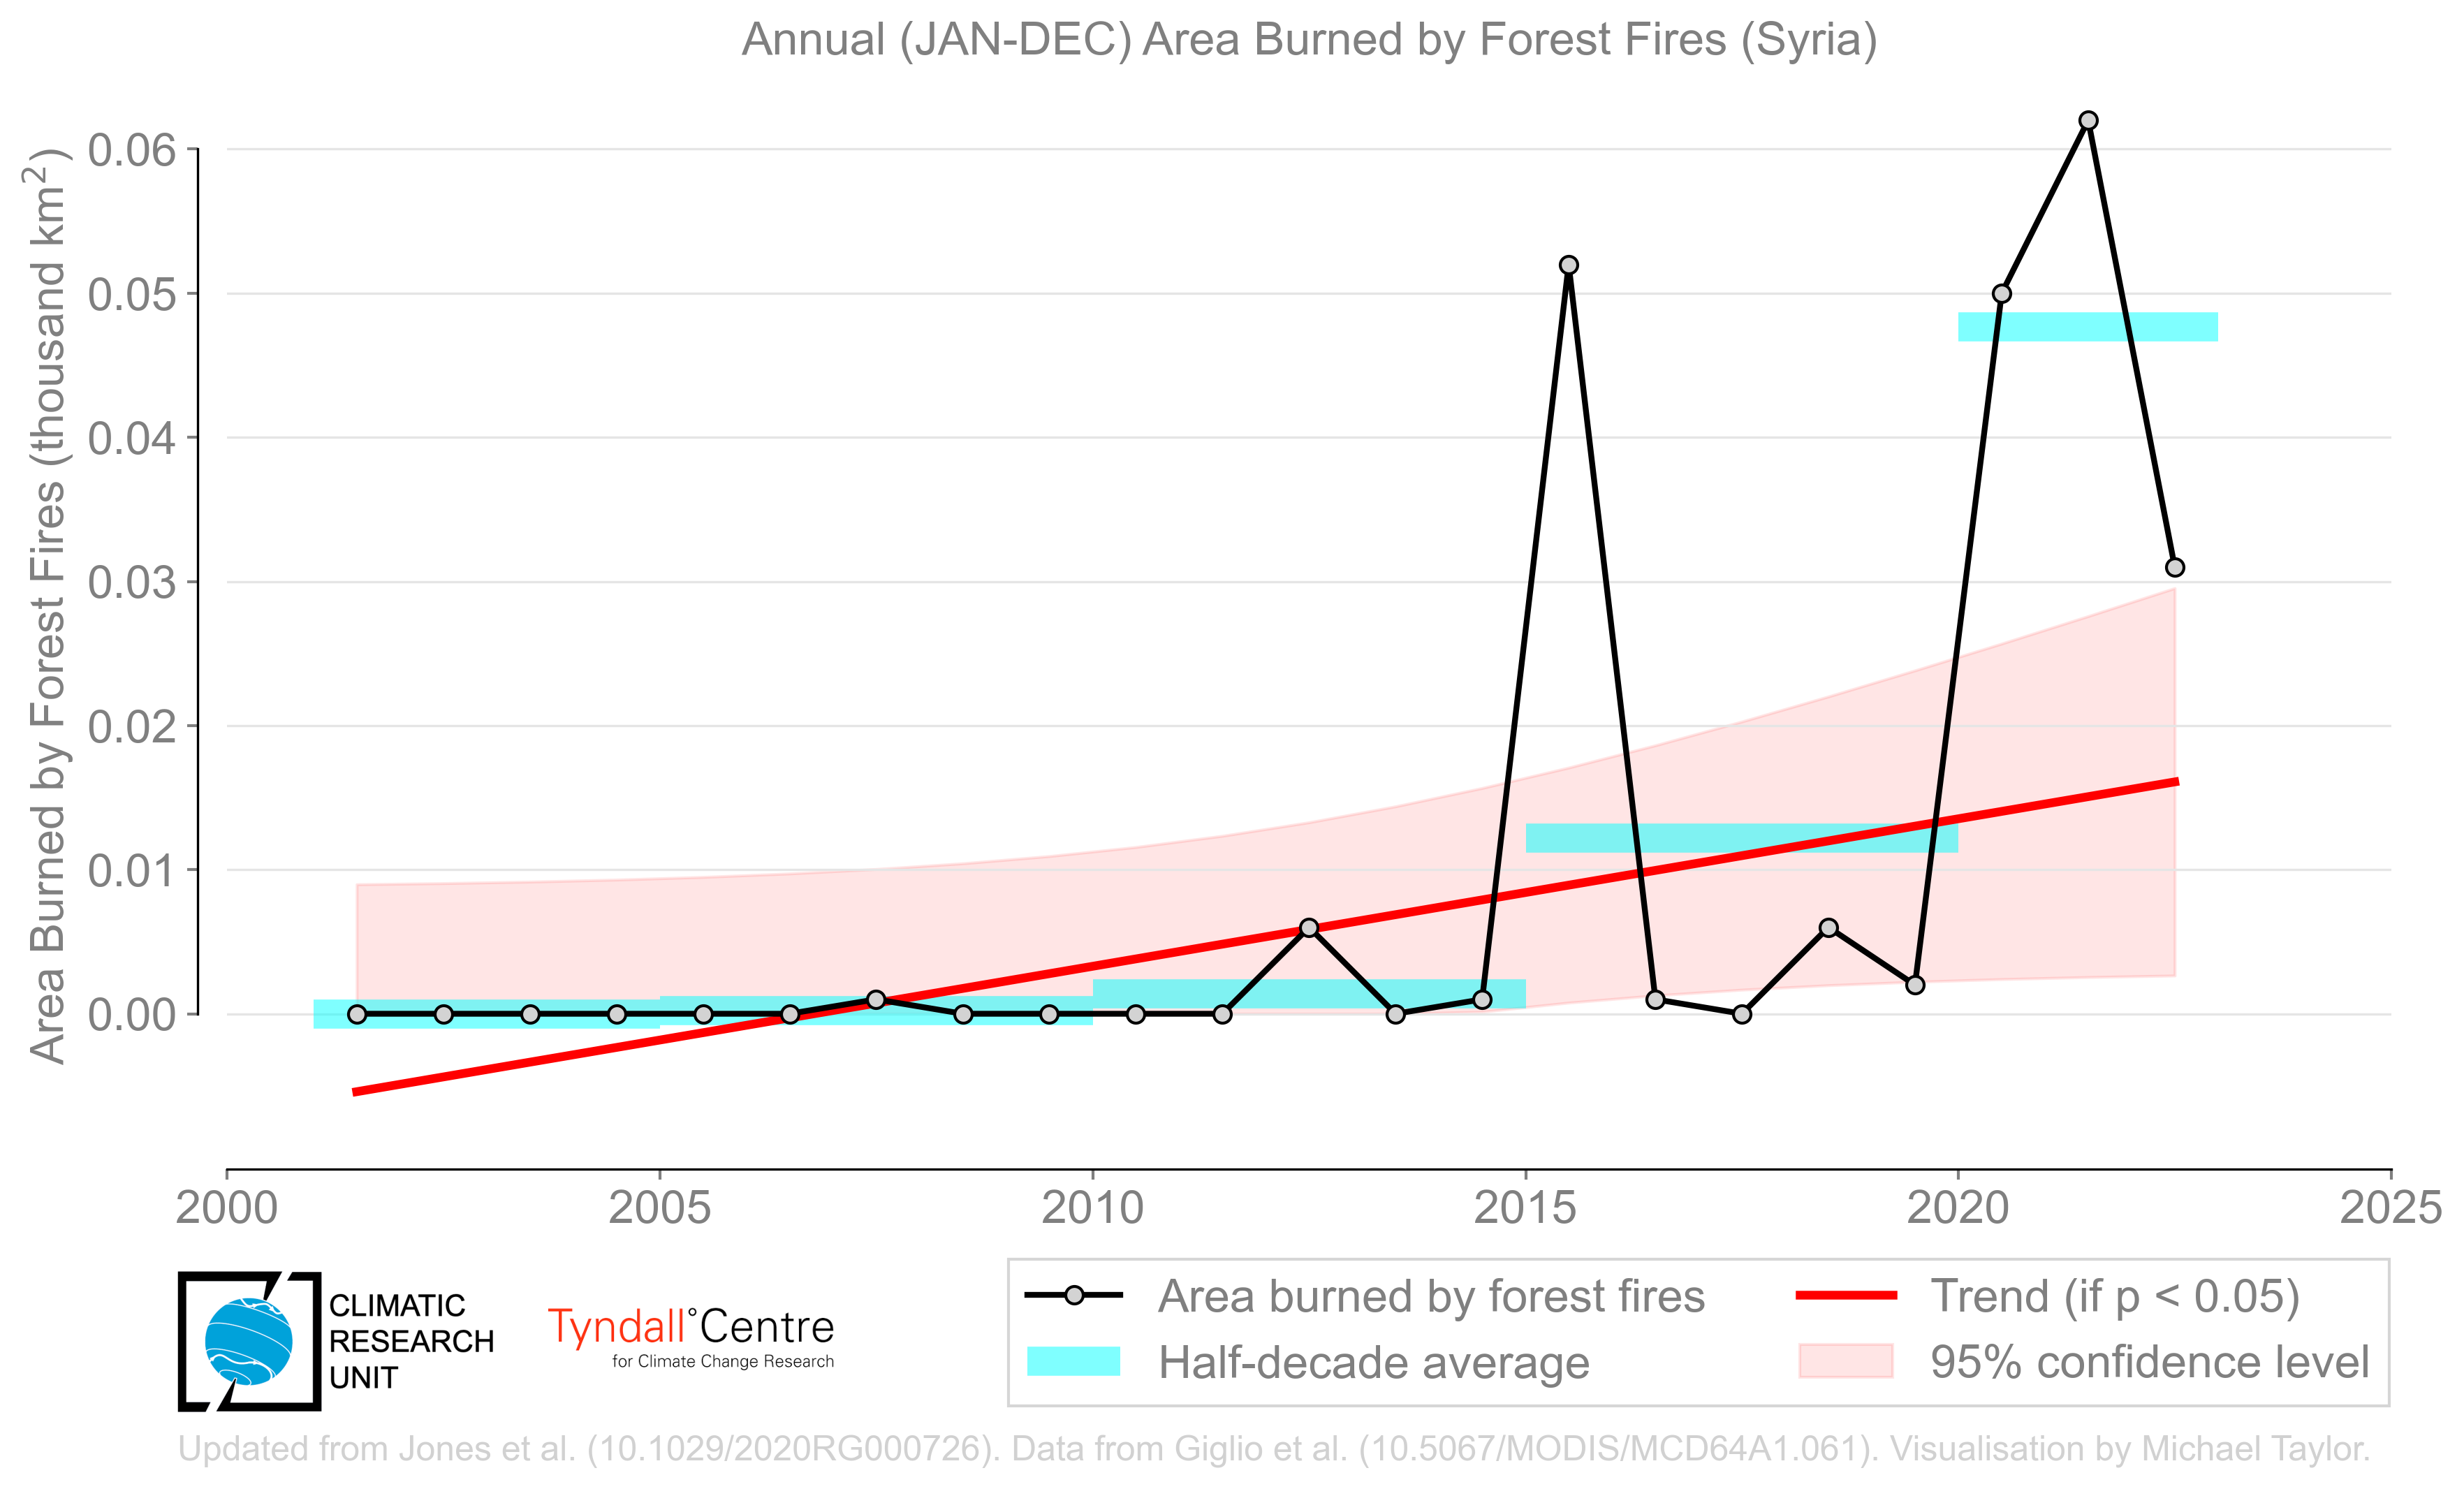 Annual (JAN-DEC) Area Burned by Forest Fires (Syria)
Area Burned by Forest Fires (thousand km²)
0.06
0.05
0.04
0.03
0.02
0.01
0.00
2000 2005 2010 2015 2020 2025
CLIMATIC
RESEARCH
UNIT
Tyndall°Centre
for Climate Change Research
Area burned by forest fires
Half-decade average
Trend (if p < 0.05)
95% confidence level
Updated from Jones et al. (10.1029/2020RG000726). Data from Giglio et al. (10.5067/MODIS/MCD64A1.061). Visualisation by Michael Taylor.